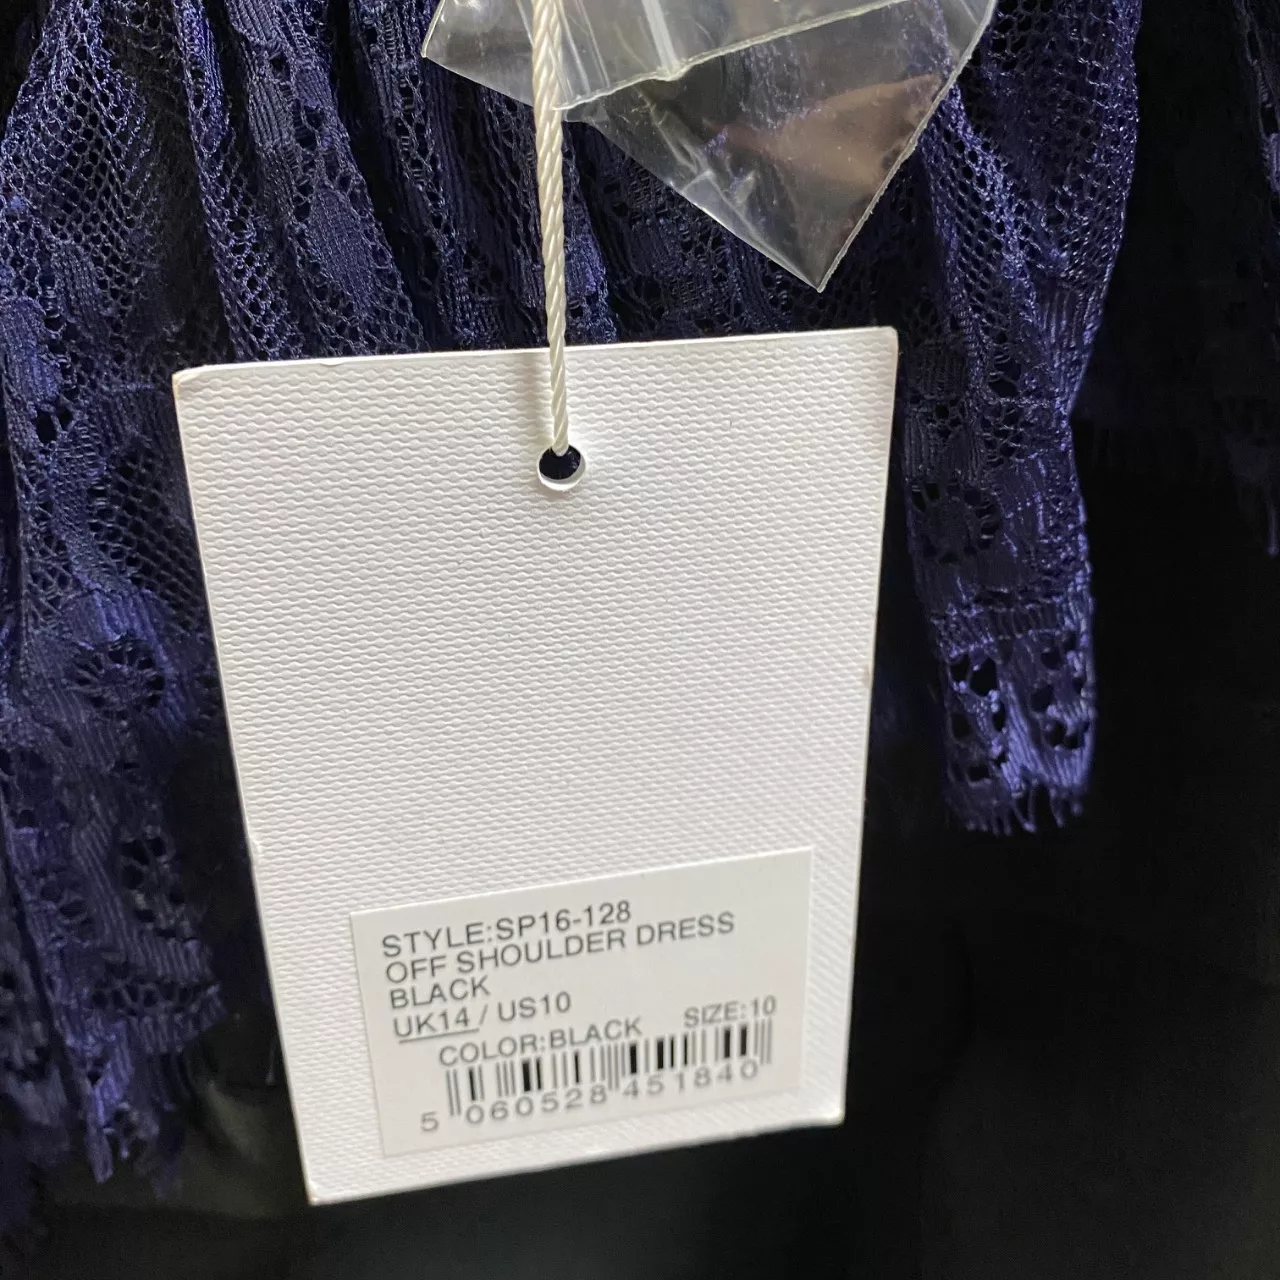 STYLE:SP16-128
OFF SHOULDER DRESS
BLACK
UK14 / US10
COLOR:BLACK SIZE:10
5 060528 451840